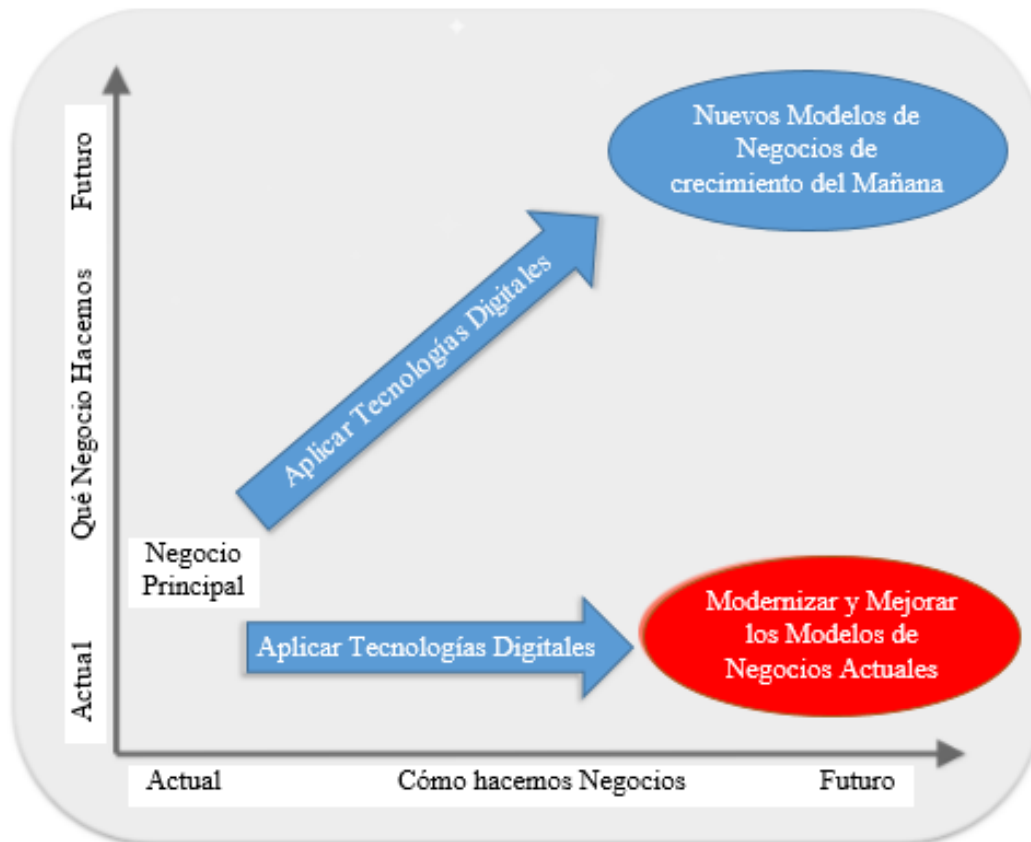 Nuevos Modelos de
Negocios de
crecimiento del Mañana
Futuro
Qué Negocio Hacemos
Actual
Aplicar Tecnologías Digitales
Negocio
Principal
Aplicar Tecnologías Digitales
Modernizar y Mejorar
los Modelos de
Negocios Actuales
Actual
Cómo hacemos Negocios
Futuro